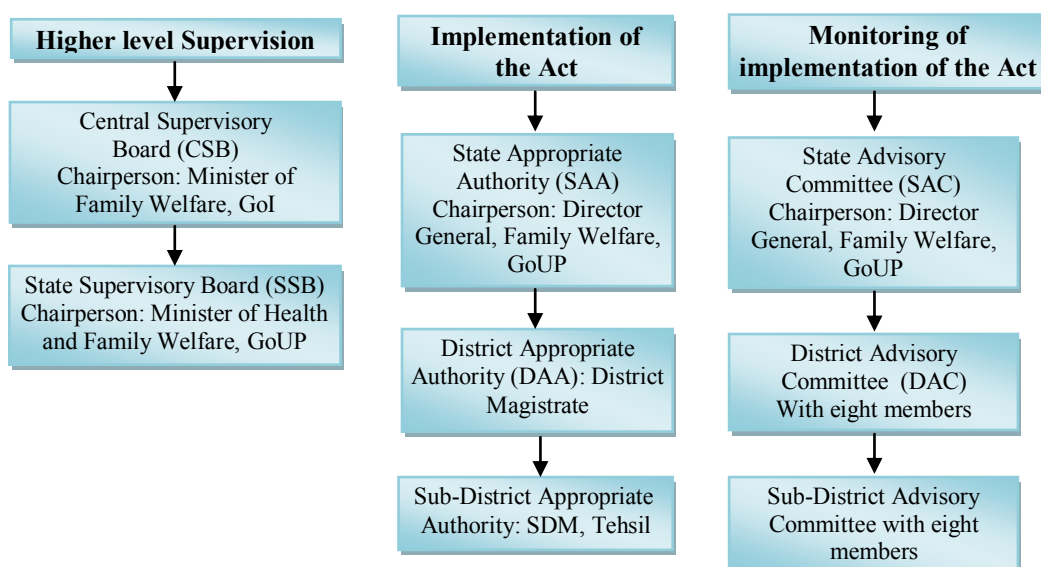 Higher level Supervision
Central Supervisory
Board (CSB)
Chairperson: Minister of
Family Welfare, GoI
State Supervisory Board (SSB)
Chairperson: Minister of Health
and Family Welfare, GoUP
Implementation of
the Act
State Appropriate
Authority (SAA)
Chairperson: Director
General, Family Welfare,
GoUP
District Appropriate
Authority (DAA): District
Magistrate
Sub-District Appropriate
Authority: SDM, Tehsil
Monitoring of
implementation of the Act
State Advisory
Committee (SAC)
Chairperson: Director
General, Family Welfare,
GoUP
District Advisory
Committee (DAC)
With eight members
Sub-District Advisory
Committee with eight
members